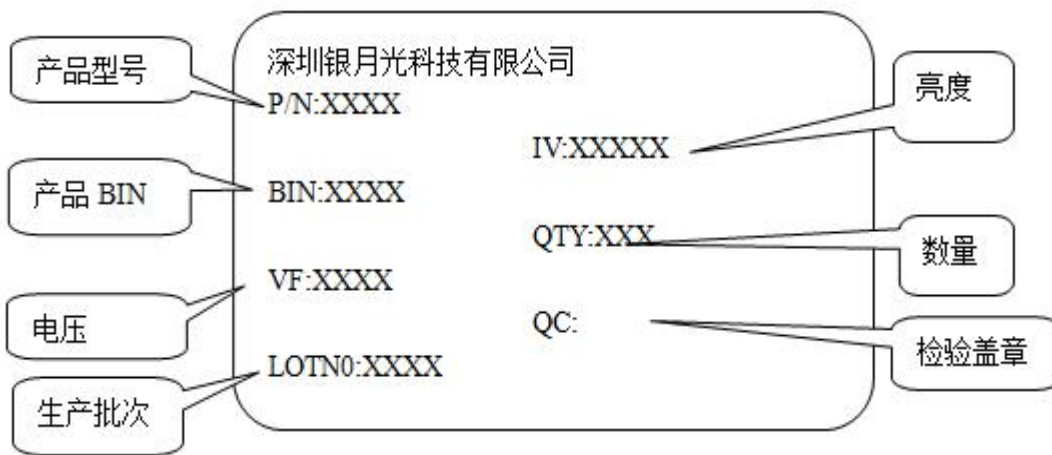 产品型号
深圳银月光科技有限公司
P/N:XXXX
亮度
IV:XXXXX
产品 BIN
BIN:XXXX
QTY:XXX
数量
VF:XXXX
电压
QC:
检验盖章
LOTN0:XXXX
生产批次